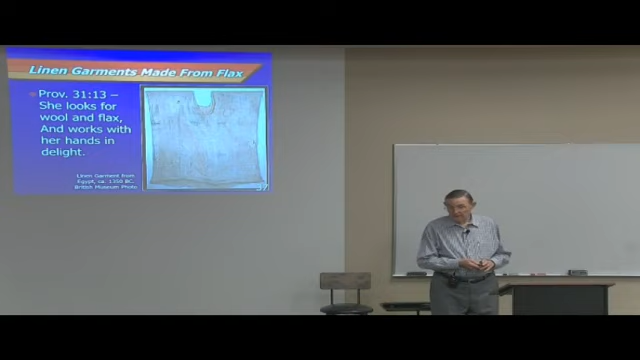 Linen Garments Made From Flax
Prov. 31:13 –
She looks for
wool and flax,
And works with
her hands in
delight.
Linen Garment from
Egypt, ca. 1350 BC.
British Museum Photo
37